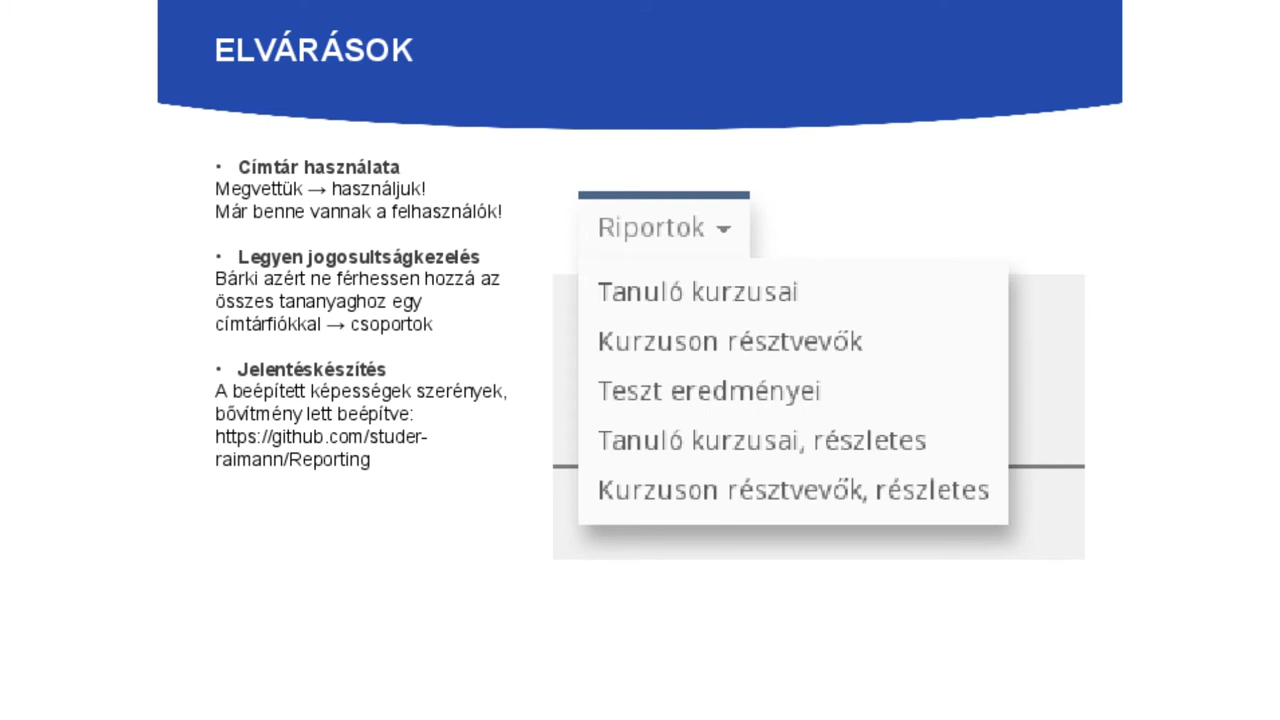 ELVÁRÁSOK
• Címtár használata
Megvettük → használjuk!
Már benne vannak a felhasználók!
• Legyen jogosultságkezelés
Bárki azért ne férhessen hozzá az
összes tananyaghoz egy
címtárfiókkal → csoportok
• Jelentéskészítés
A beépített képességek szerények,
bővítmény lett beépítve:
https://github.com/studer-
raimann/Reporting
Riportok
Tanuló kurzusai
Kurzuson résztvevők
Teszt eredményei
Tanuló kurzusai, részletes
Kurzuson résztvevők, részletes